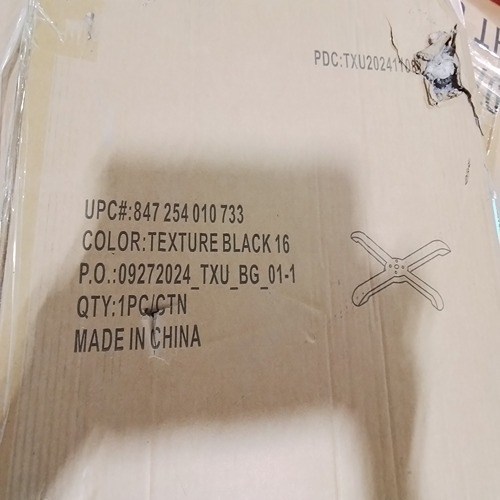 PDC:TXU202411
UPC#:847 254 010 733
COLOR:TEXTURE BLACK 16
P.O.:09272024_TXU_BG_01-1
QTY:1PC/CTN
MADE IN CHINA